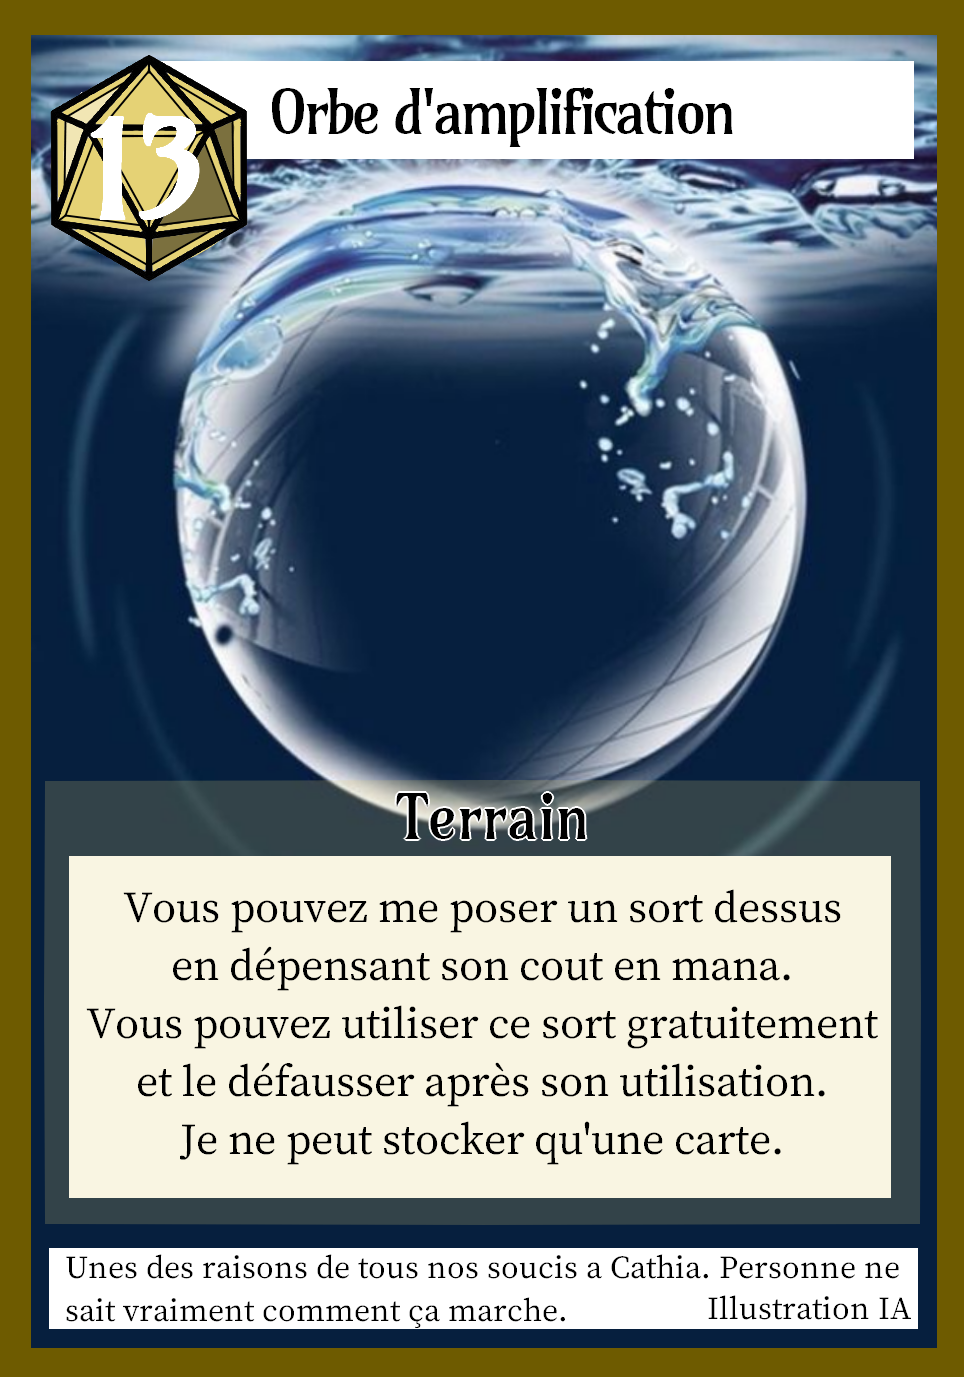 13
Orbe d'amplification
Terrain
Vous pouvez me poser un sort dessus
en dépensant son cout en mana.
Vous pouvez utiliser ce sort gratuitement
et le défausser après son utilisation.
Je ne peut stocker qu'une carte.
Unes des raisons de tous nos soucis a Cathia. Personne ne
sait vraiment comment ça marche.
Illustration IA